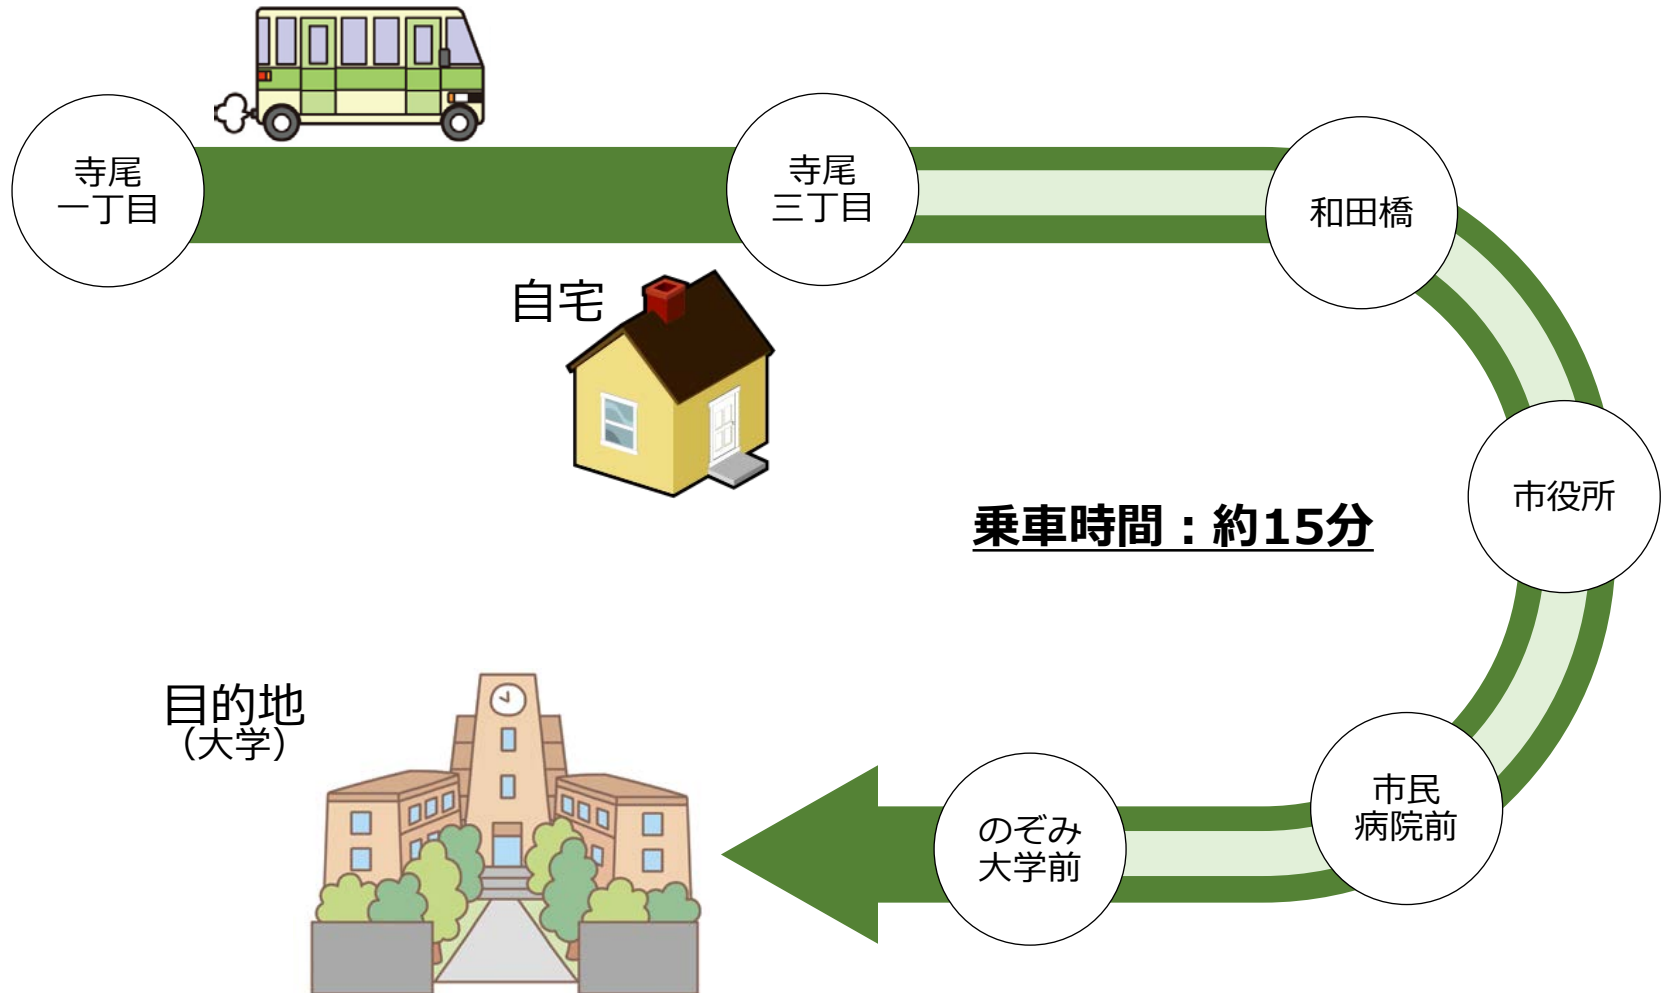 寺尾
一丁目
寺尾
三丁目
和田橋
自宅
市役所
乗車時間：約15分
目的地
（大学）
市民
病院前
のぞみ
大学前